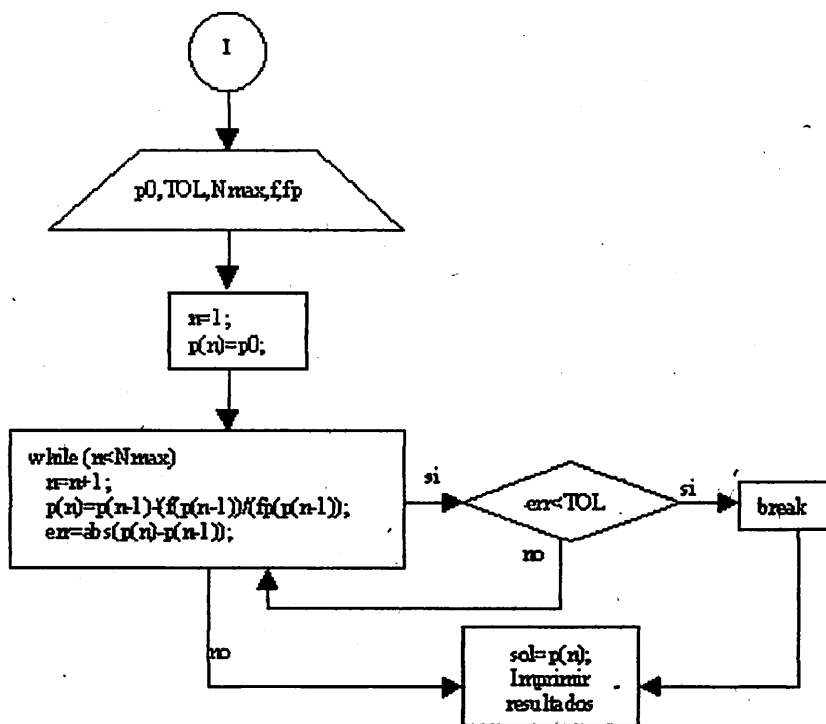 I
p0,TOL,Nmax,f,fp
n=1;
p(n)=p0;
while (n<Nmax)
n=n+1;
p(n)=p(n-1)-(f(p(n-1))/(fp(p(n-1));
err=abs(p(n)-p(n-1));
si
err<TOL
si
break
no
no
sol=p(n);
Imprimir
resultados